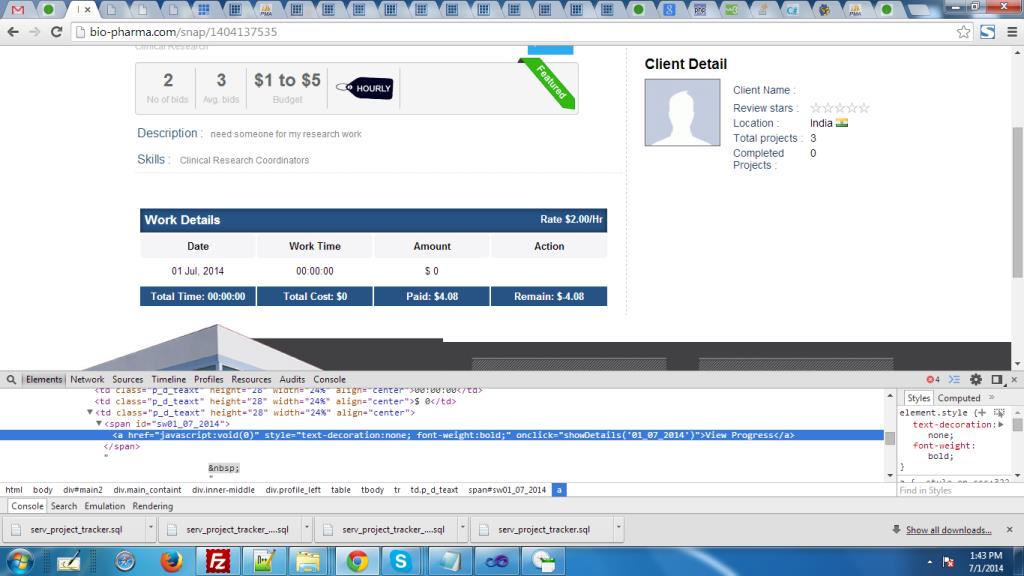 bio-pharma.com/snap/1404137535
Clinical Research
2
No of bids
3
Avg. bids
$1 to $5
Budget
HOURLY
Featured
Description : need someone for my research work
Skills : Clinical Research Coordinators
Client Detail
Client Name :
Review stars :
Location : India
Total projects : 3
Completed Projects : 0
Work Details Rate $2.00/Hr
Date Work Time Amount Action
01 Jul, 2014 00:00:00 $ 0
Total Time: 00:00:00 Total Cost: $0 Paid: $4.08 Remain: $-4.08
Elements Network Sources Timeline Profiles Resources Audits Console
4
<td class="p_d_teaxt" height="28" width="24%" align="center">00:00:00</td>
<td class="p_d_teaxt" height="28" width="24%" align="center">$ 0</td>
▼<td class="p_d_teaxt" height="28" width="24%" align="center">
▼<span id="sw01_07_2014">
<a href="javascript:void(0)" style="text-decoration:none; font-weight:bold;" onclick="showDetails('01_07_2014')">View Progress</a>
</span>
"
&nbsp;
"
Styles Computed »
element.style {
text-decoration:▶
none;
font-weight:
bold;
}
Find in Styles
html body div#main2 div.main_containt div.inner-middle div.profile_left table tbody tr td.p_d_teaxt span#sw01_07_2014 a
Console Search Emulation Rendering
serv_project_tracker.sql serv_project_tracker_....sql serv_project_tracker_....sql serv_project_tracker.sql Show all downloads...
1:43 PM
7/1/2014